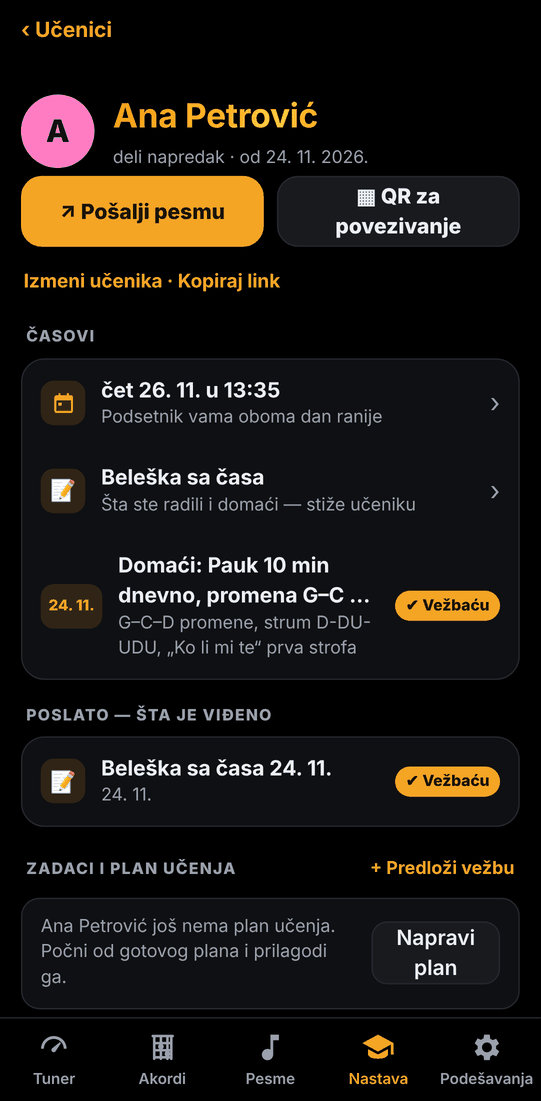 ‹ Učenici
A
Ana Petrović
deli napredak · od 24. 11. 2026.
↗ Pošalji pesmu
▦ QR za
povezivanje
Izmeni učenika · Kopiraj link
ČASOVI
čet 26. 11. u 13:35
Podsetnik vama oboma dan ranije
›
Beleška sa časa
Šta ste radili i domaći — stiže učeniku
›
24. 11.
Domaći: Pauk 10 min
dnevno, promena G–C ...
G–C–D promene, strum D-DU-
UDU, „Ko li mi te“ prva strofa
✔ Vežbaću
POSLATO — ŠTA JE VIĐENO
Beleška sa časa 24. 11.
24. 11.
✔ Vežbaću
ZADACI I PLAN UČENJA
+ Predloži vežbu
Ana Petrović još nema plan učenja.
Počni od gotovog plana i prilagodi
ga.
Napravi
plan
Tuner
Akordi
Pesme
Nastava
Podešavanja